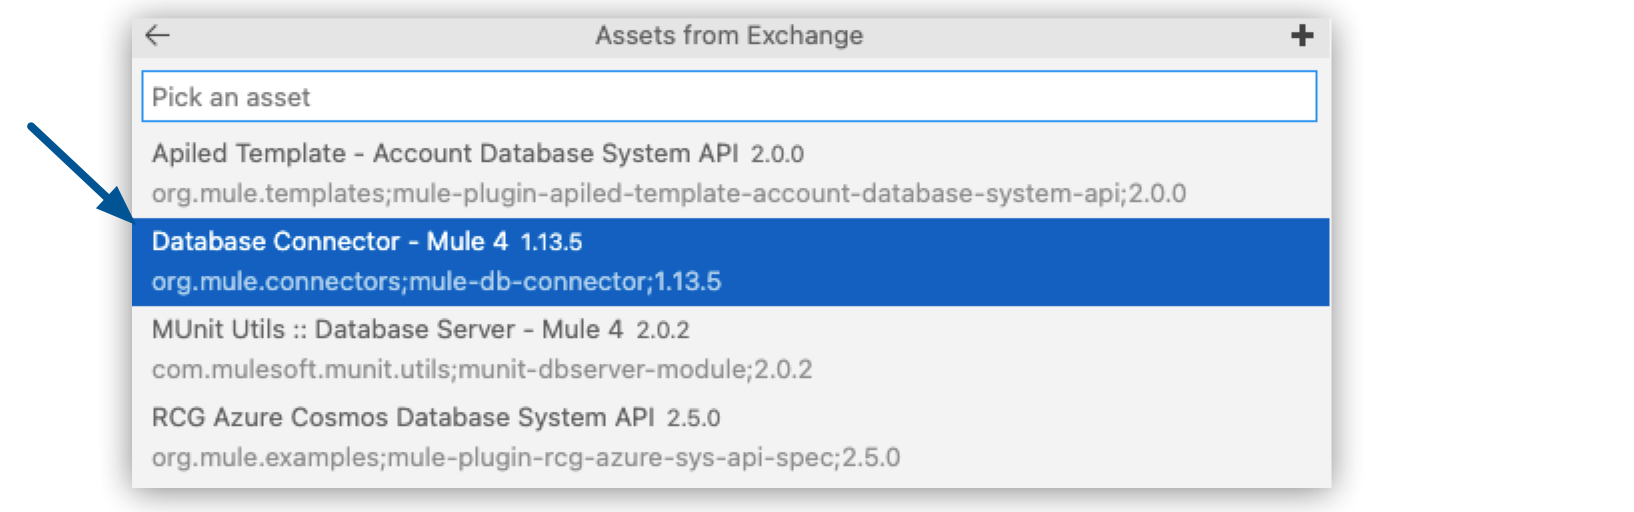 Assets from Exchange
Pick an asset
Apiled Template - Account Database System API 2.0.0
org.mule.templates;mule-plugin-apiled-template-account-database-system-api;2.0.0
Database Connector - Mule 4 1.13.5
org.mule.connectors;mule-db-connector;1.13.5
MUnit Utils :: Database Server - Mule 4 2.0.2
com.mulesoft.munit.utils;munit-dbserver-module;2.0.2
RCG Azure Cosmos Database System API 2.5.0
org.mule.examples;mule-plugin-rcg-azure-sys-api-spec;2.5.0